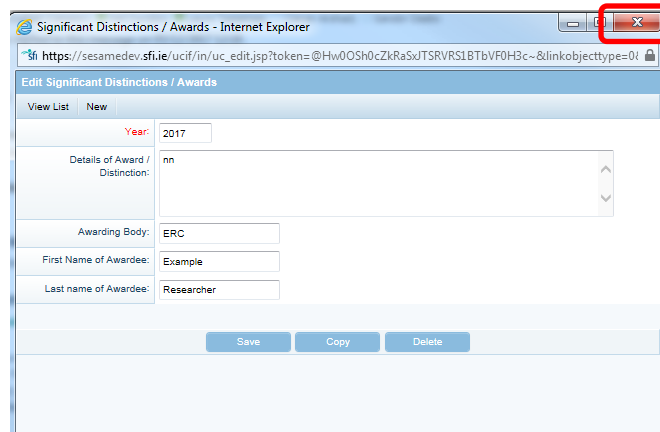 Significant Distinctions / Awards - Internet Explorer
sfi https://sesamedev.sfi.ie/ucif/in/uc_edit.jsp?token=@Hw0OSh0cZkRaSxJTSRVRS1BTbVF0H3c~&linkobjecttype=0&
Edit Significant Distinctions / Awards
View List New
Year: 2017
Details of Award / nn
Distinction:
Awarding Body: ERC
First Name of Awardee: Example
Last name of Awardee: Researcher
Save Copy Delete